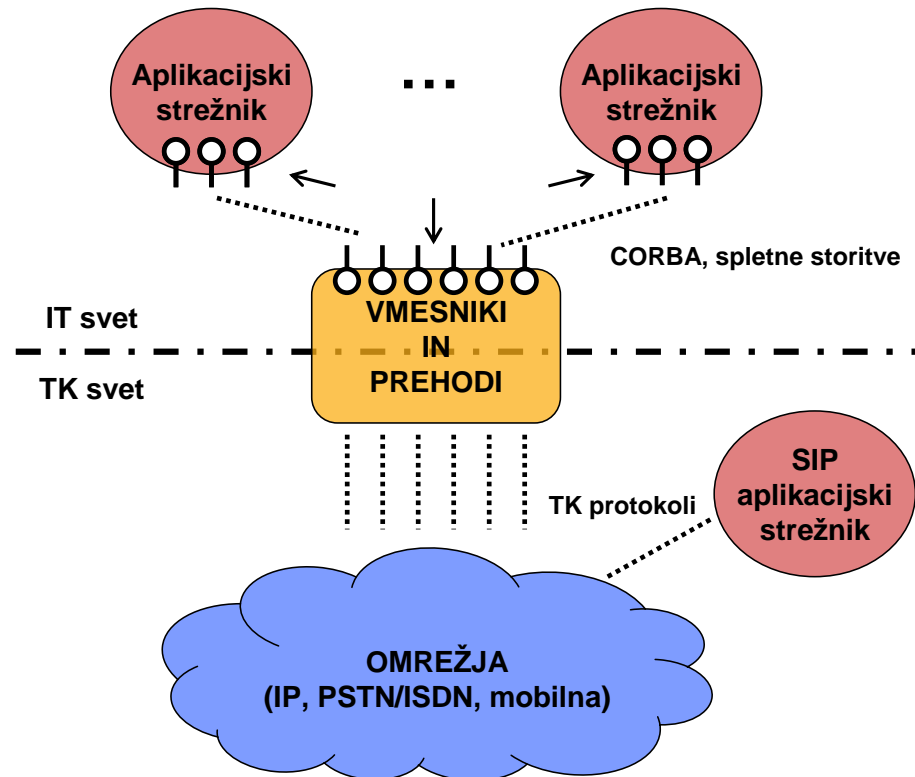 Aplikacijski
strežnik
...
Aplikacijski
strežnik
CORBA, spletne storitve
VMESNIKI
IN
PREHODI
IT svet
TK svet
SIP
aplikacijski
strežnik
TK protokoli
OMREŽJA
(IP, PSTN/ISDN, mobilna)